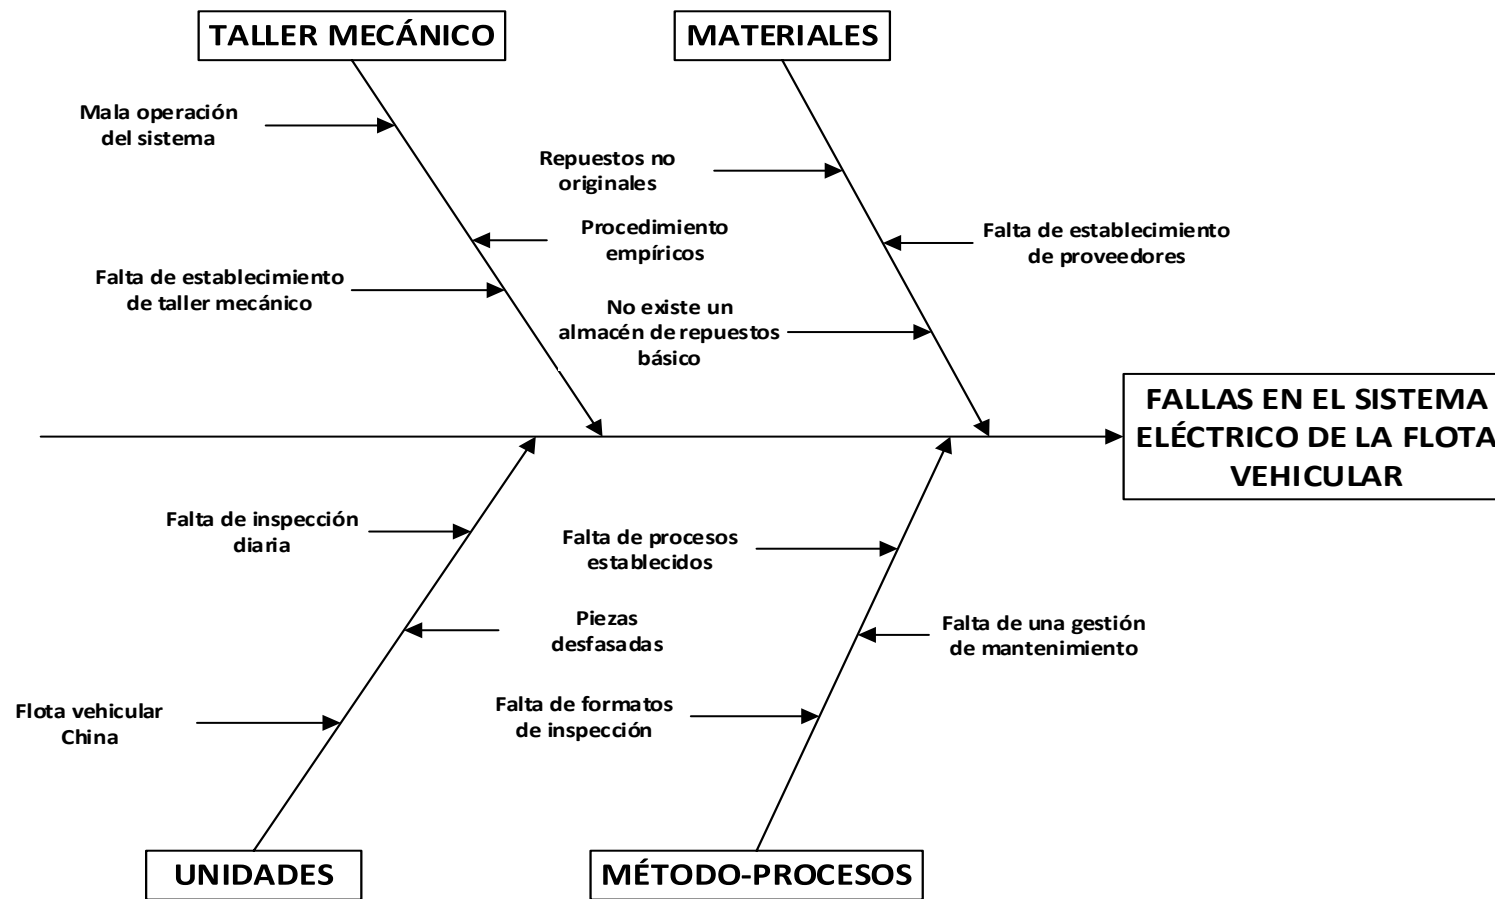 TALLER MECÁNICO
MATERIALES
Mala operación
del sistema
Repuestos no
originales
Procedimiento
empíricos
Falta de establecimiento
de proveedores
Falta de establecimiento
de taller mecánico
No existe un
almacén de repuestos
básico
FALLAS EN EL SISTEMA
ELÉCTRICO DE LA FLOTA
VEHICULAR
Falta de inspección
diaria
Falta de procesos
establecidos
Piezas
desfasadas
Falta de una gestión
de mantenimiento
Flota vehicular
China
Falta de formatos
de inspección
UNIDADES
MÉTODO-PROCESOS